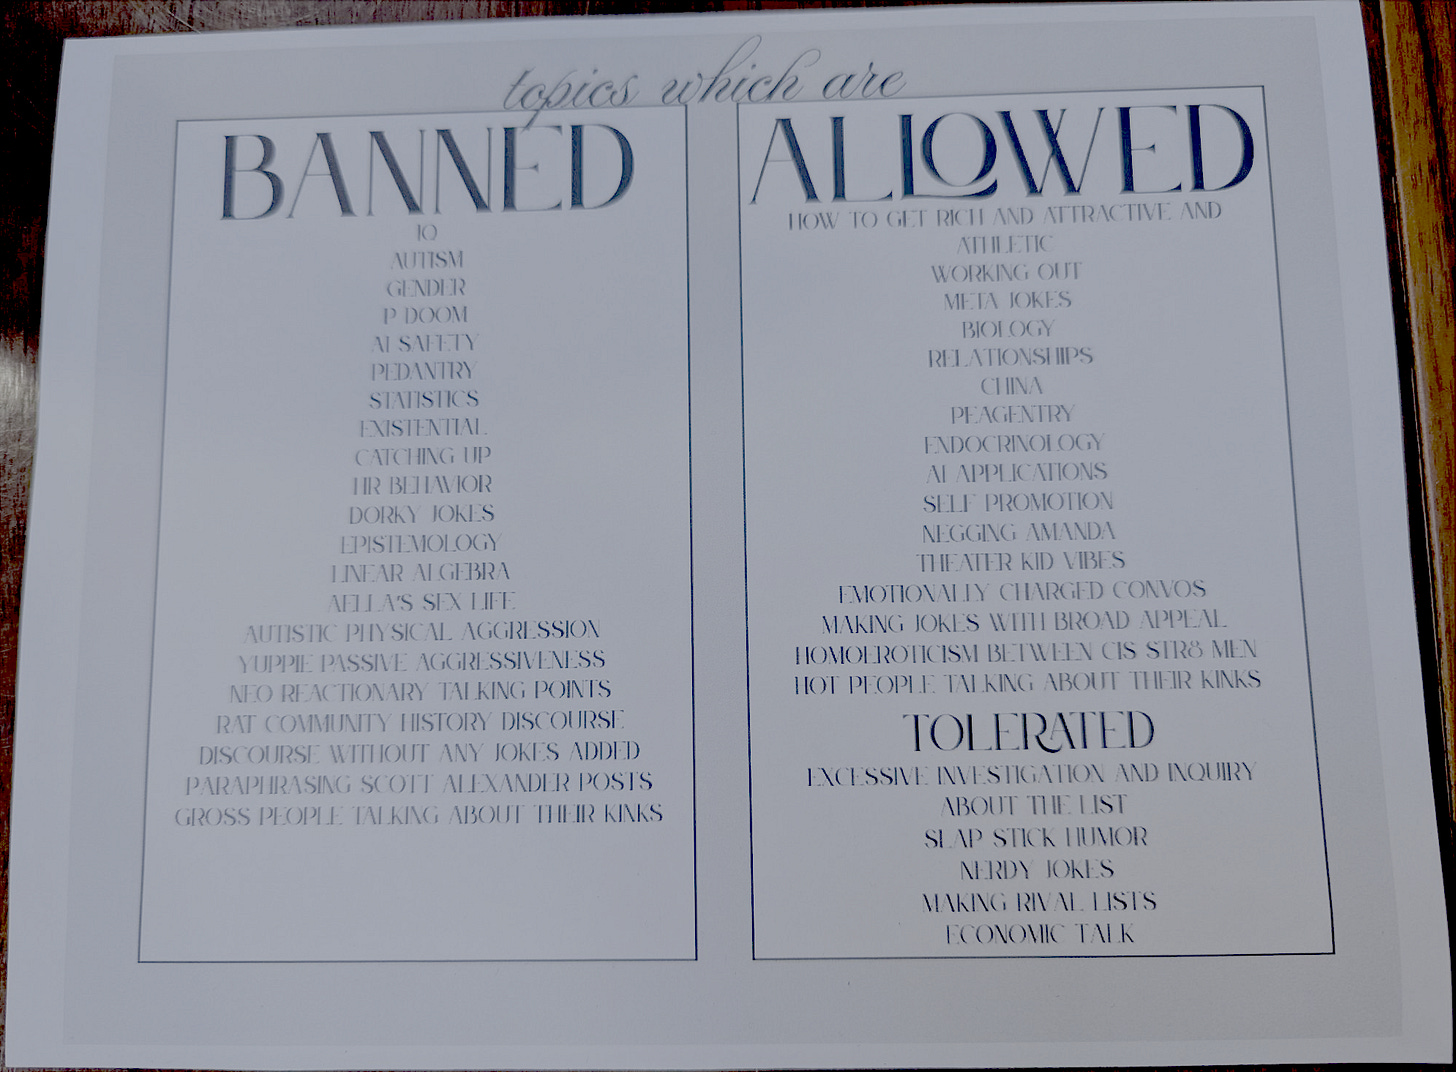 topics which are
BANNED
IQ
AUTISM
GENDER
P DOOM
AI SAFETY
PEDANTRY
STATISTICS
EXISTENTIAL
CATCHING UP
HR BEHAVIOR
DORKY JOKES
EPISTEMOLOGY
LINEAR ALGEBRA
AELLA'S SEX LIFE
AUTISTIC PHYSICAL AGGRESSION
YUPPIE PASSIVE AGGRESSIVENESS
NEO REACTIONARY TALKING POINTS
RAT COMMUNITY HISTORY DISCOURSE
DISCOURSE WITHOUT ANY JOKES ADDED
PARAPHRASING SCOTT ALEXANDER POSTS
GROSS PEOPLE TALKING ABOUT THEIR KINKS
ALLOWED
HOW TO GET RICH AND ATTRACTIVE AND
ATHLETIC
WORKING OUT
META JOKES
BIOLOGY
RELATIONSHIPS
CHINA
PEAGENTRY
ENDOCRINOLOGY
AI APPLICATIONS
SELF PROMOTION
NEGGING AMANDA
THEATER KID VIBES
EMOTIONALLY CHARGED CONVOS
MAKING JOKES WITH BROAD APPEAL
HOMOEROTICISM BETWEEN CIS STR8 MEN
HOT PEOPLE TALKING ABOUT THEIR KINKS
TOLERATED
EXCESSIVE INVESTIGATION AND INQUIRY
ABOUT THE LIST
SLAP STICK HUMOR
NERDY JOKES
MAKING RIVAL LISTS
ECONOMIC TALK